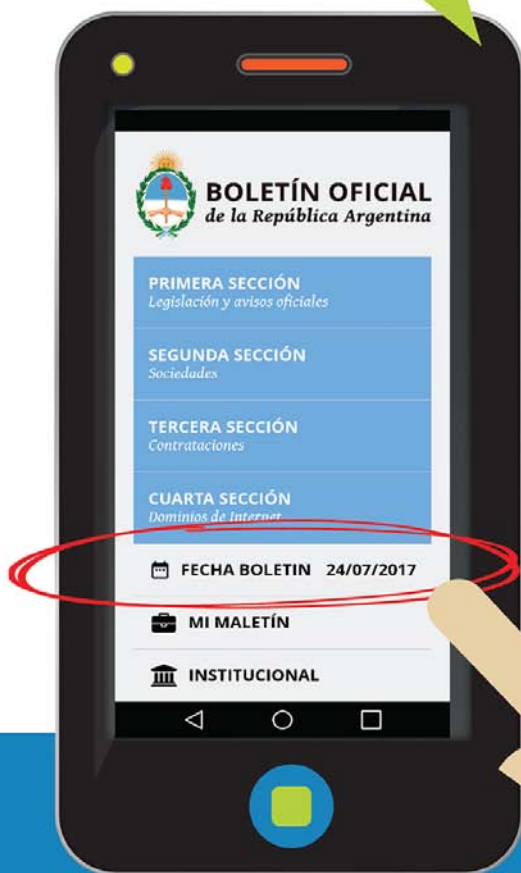 BOLETÍN OFICIAL
de la República Argentina
PRIMERA SECCIÓN
Legislación y avisos oficiales
SEGUNDA SECCIÓN
Sociedades
TERCERA SECCIÓN
Contrataciones
CUARTA SECCIÓN
Dominios de Internet
FECHA BOLETIN 24/07/2017
MI MALETÍN
INSTITUCIONAL